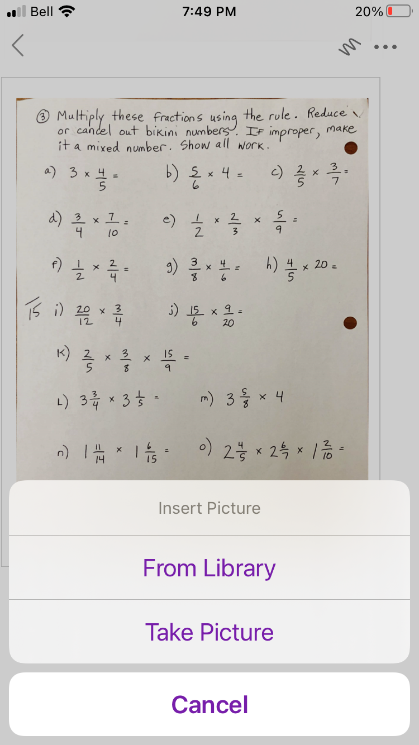 Bell 7:49 PM 20%
③ Multiply these fractions using the rule. Reduce
or cancel out bikini numbers. If improper, make
it a mixed number. Show all work.
a) 3 × 4/5 = b) 5/6 × 4 = c) 2/5 × 3/7 =
d) 3/4 × 7/10 = e) 1/2 × 2/3 × 5/9 =
f) 1/2 × 2/4 = g) 3/8 × 4/6 = h) 4/5 × 20 =
/15 i) 20/12 × 3/4 j) 15/6 × 9/20 =
K) 2/5 × 3/8 × 15/9 =
L) 3 3/4 × 3 1/5 = m) 3 5/8 × 4
n) 1 11/14 × 1 6/15 = o) 2 4/5 × 2 6/7 × 1 2/10 =
Insert Picture
From Library
Take Picture
Cancel